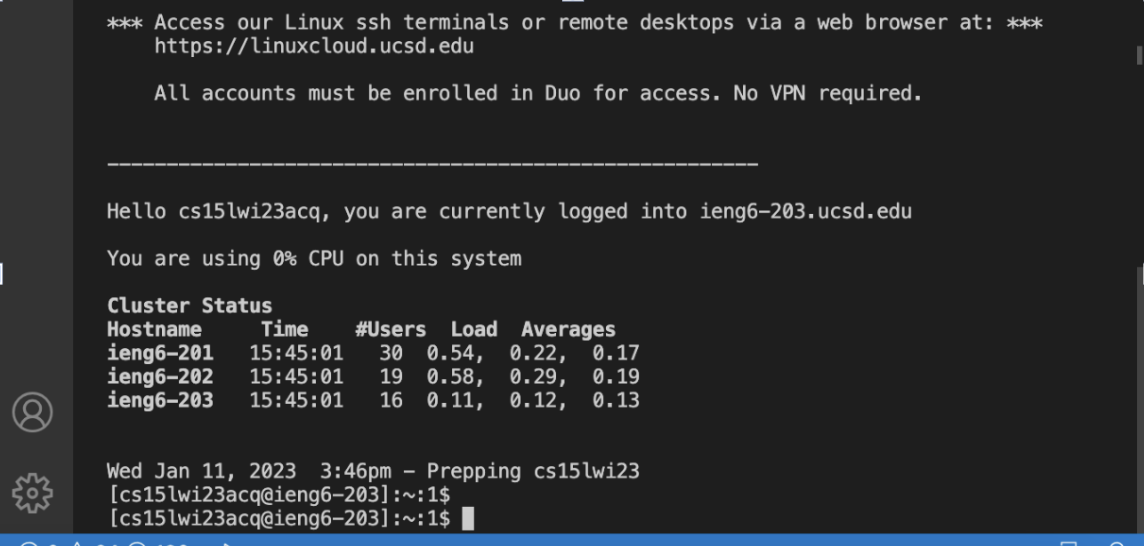 *** Access our Linux ssh terminals or remote desktops via a web browser at: ***
https://linuxcloud.ucsd.edu
All accounts must be enrolled in Duo for access. No VPN required.
Hello cs15lwi23acq, you are currently logged into ieng6-203.ucsd.edu
You are using 0% CPU on this system
Cluster Status
Hostname Time #Users Load Averages
ieng6-201 15:45:01 30 0.54, 0.22, 0.17
ieng6-202 15:45:01 19 0.58, 0.29, 0.19
ieng6-203 15:45:01 16 0.11, 0.12, 0.13
Wed Jan 11, 2023 3:46pm - Prepping cs15lwi23
[cs15lwi23acq@ieng6-203]:~:1$
[cs15lwi23acq@ieng6-203]:~:1$